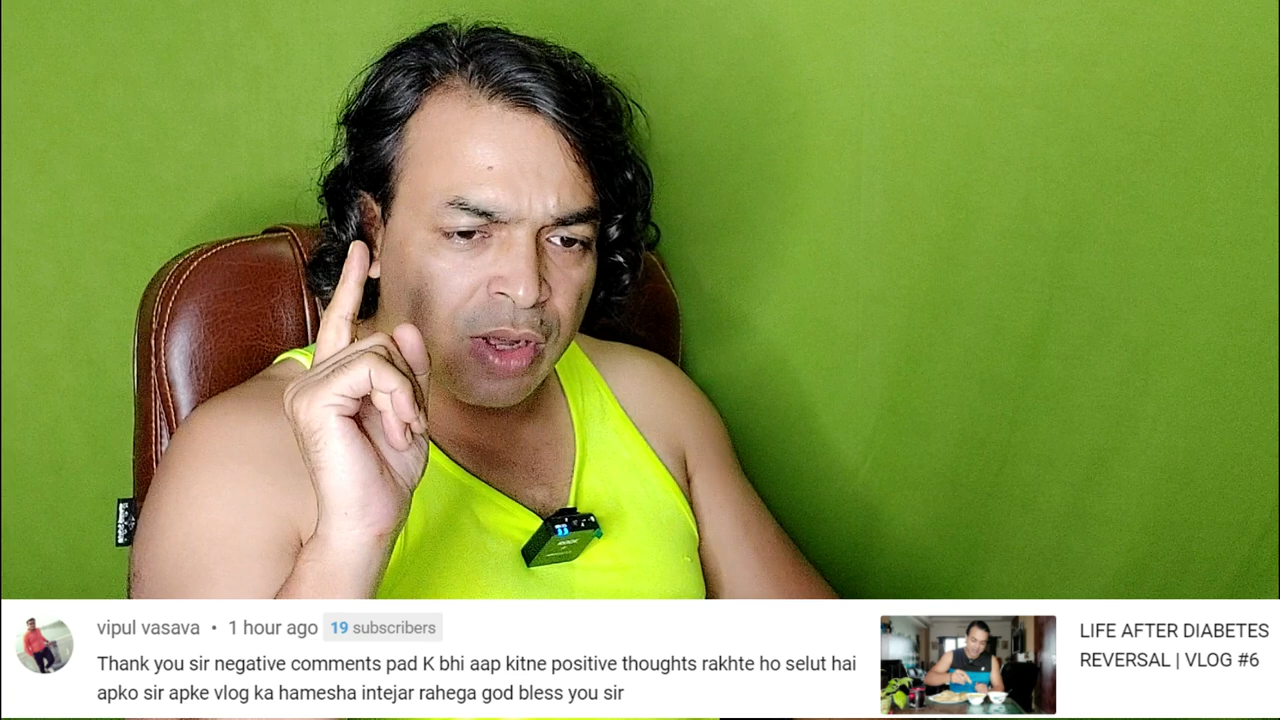 vipul vasava • 1 hour ago 19 subscribers
Thank you sir negative comments pad K bhi aap kitne positive thoughts rakhte ho selut hai
apko sir apke vlog ka hamesha intejar rahega god bless you sir
LIFE AFTER DIABETES
REVERSAL | VLOG #6